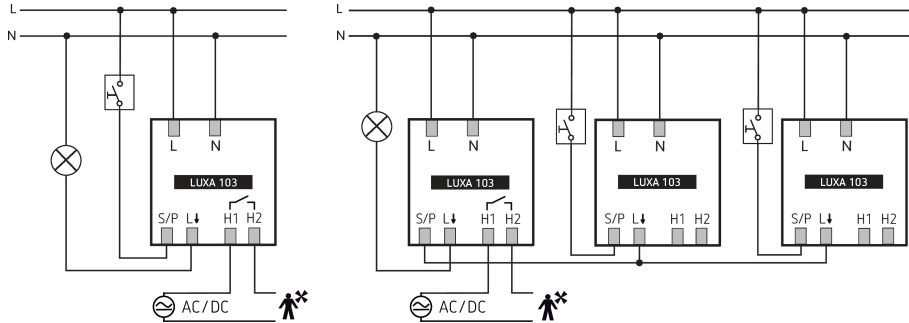 L
N
L N
LUXA 103
S/P L↓ H1 H2
AC/DC
L
N
L N
LUXA 103
S/P L↓ H1 H2
AC/DC
L N
LUXA 103
S/P L↓ H1 H2
L N
LUXA 103
S/P L↓ H1 H2